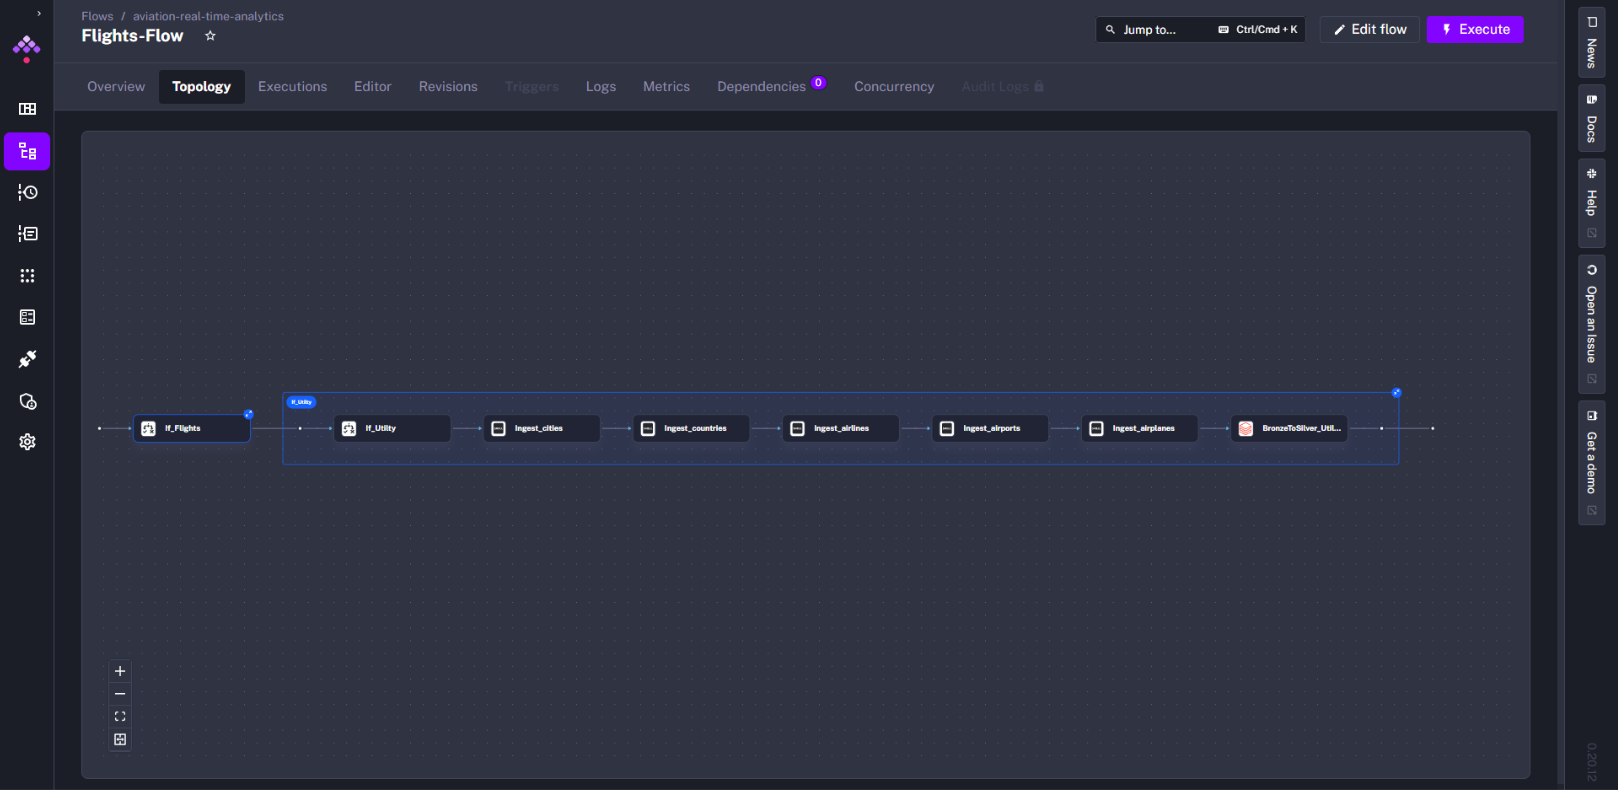 Flows / aviation-real-time-analytics
Flights-Flow
Jump to... Ctrl/Cmd + K
Edit flow
Execute
Overview
Topology
Executions
Editor
Revisions
Triggers
Logs
Metrics
Dependencies 0
Concurrency
Audit Logs
If_Utility
If_Flights
If_Utility
Ingest_cities
Ingest_countries
Ingest_airlines
Ingest_airports
Ingest_airplanes
BronzeToSilver_Util...
News
Docs
Help
Open an Issue
Get a demo
0.20.12